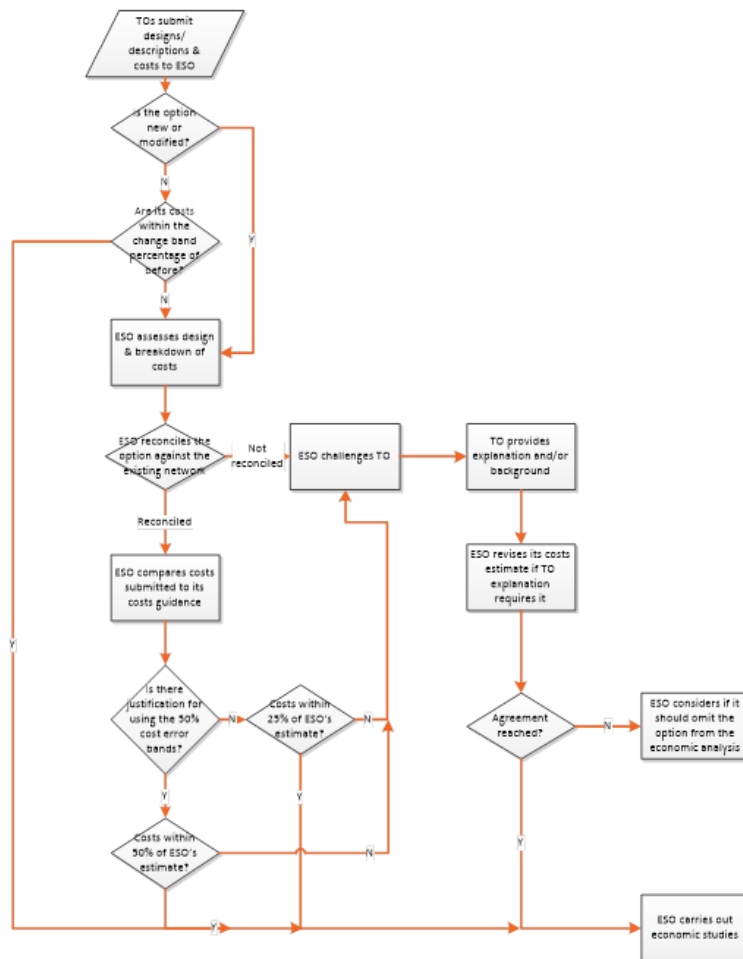 TOs submit
designs/
descriptions &
costs to ESO
Is the option
new or
modified?
N
Y
Are its costs
within the
change band
percentage of
before?
N
Y
ESO assesses design
& breakdown of
costs
ESO reconciles the
option against the
existing network
Not
reconciled
ESO challenges TO
TO provides
explanation and/or
background
Reconciled
ESO compares costs
submitted to its
costs guidance
ESO revises its costs
estimate if TO
explanation
requires it
Is there
justification for
using the 50%
cost error
bands?
N
Costs within
25% of ESO's
estimate?
N
Agreement
reached?
N
ESO considers if it
should omit the
option from the
economic analysis
Y
Y
Costs within
50% of ESO's
estimate?
N
Y
Y
ESO carries out
economic studies